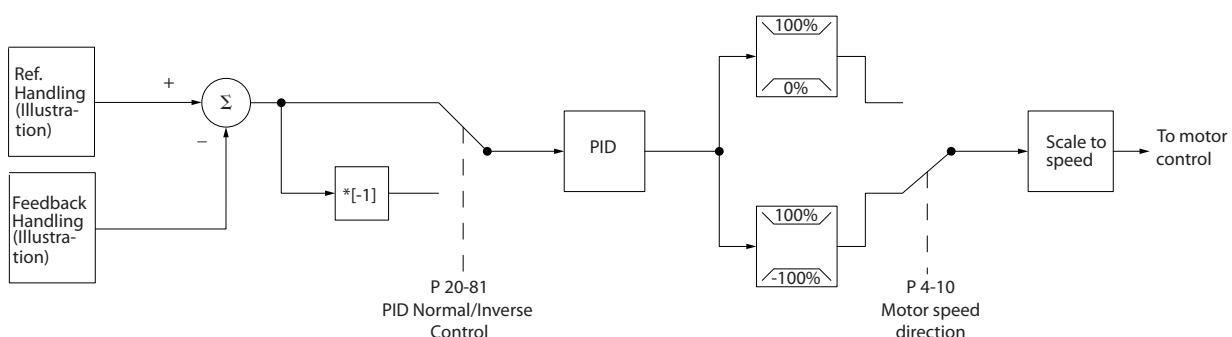 Ref.
Handling
(Illustra-
tion)
Feedback
Handling
(Illustra-
tion)
+
_
Σ
*[-1]
P 20-81
PID Normal/Inverse
Control
PID
100%
0%
100%
-100%
P 4-10
Motor speed
direction
Scale to
speed
To motor
control